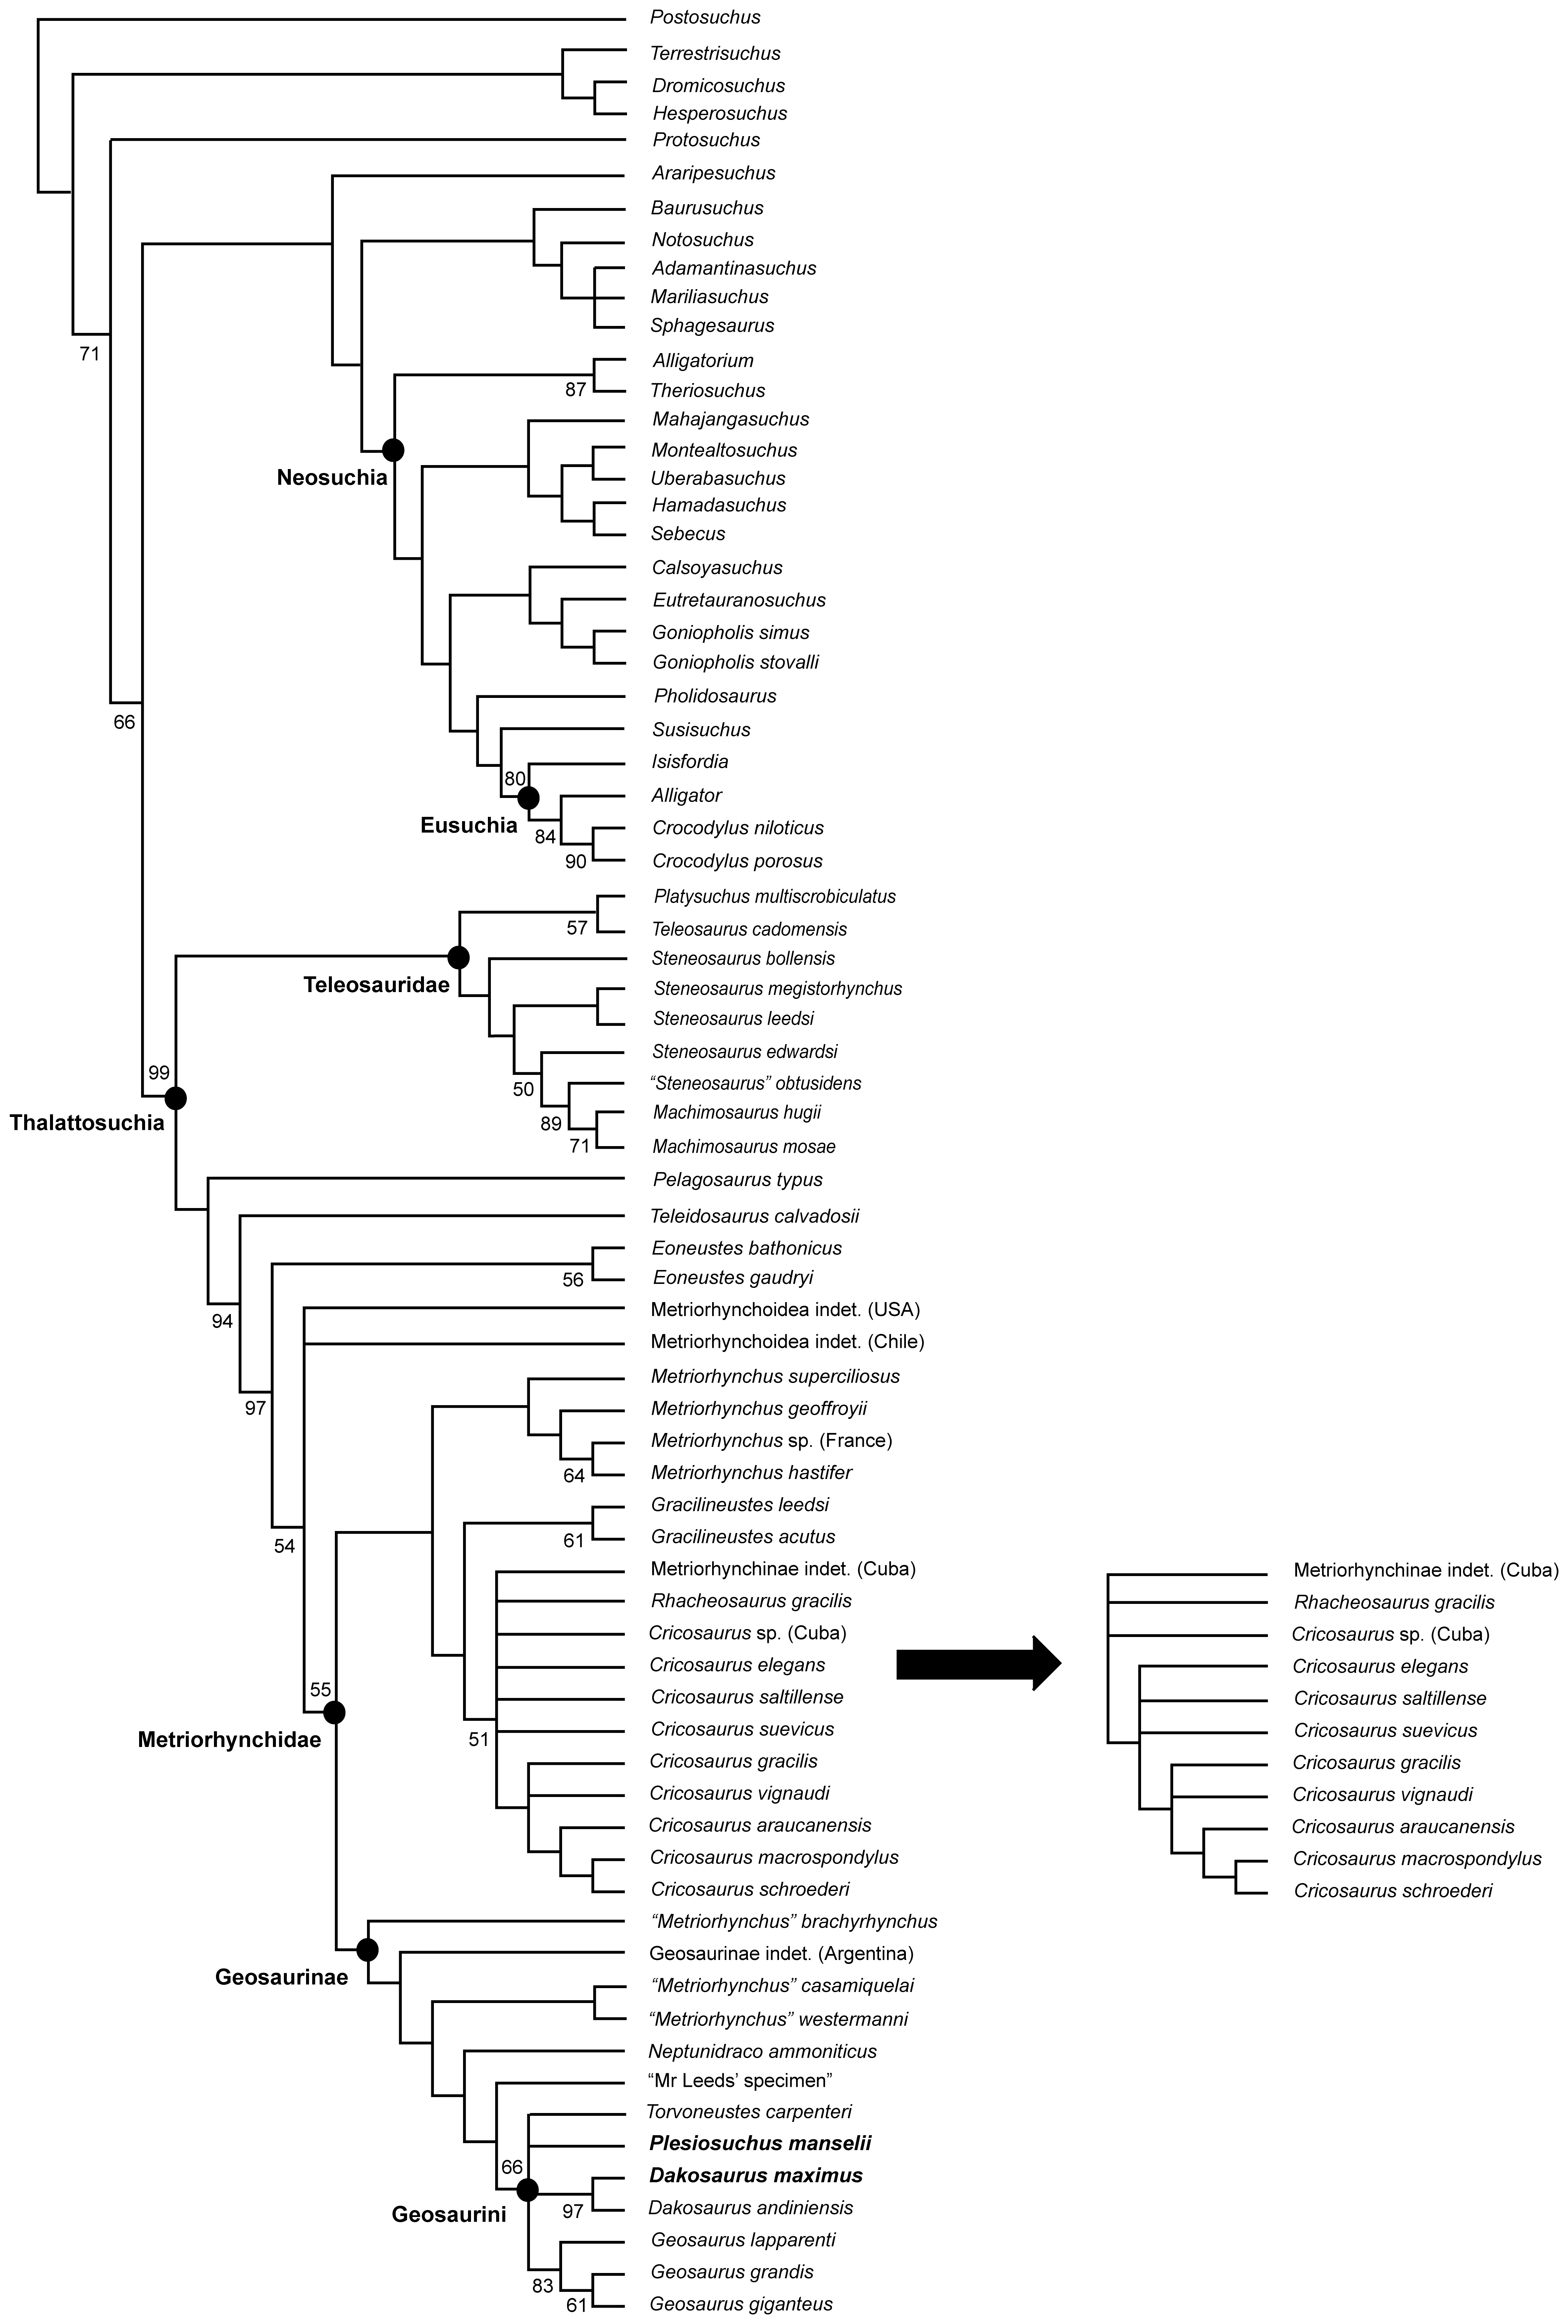 Postosuchus
Terrestrisuchus
Dromicosuchus
Hesperosuchus
Protosuchus
Araripesuchus
Baurusuchus
Notosuchus
Adamantinasuchus
Mariliasuchus
Sphagesaurus
71
Alligatorium
87
Theriosuchus
Mahajangasuchus
Montealtosuchus
Neosuchia
Uberabasuchus
Hamadasuchus
Sebecus
Calsoyasuchus
Eutretauranosuchus
Goniopholis simus
Goniopholis stovalli
Pholidosaurus
66
Susisuchus
Isisfordia
80
Alligator
Eusuchia
84
Crocodylus niloticus
90
Crocodylus porosus
Platysuchus multiscrobiculatus
57
Teleosaurus cadomensis
Steneosaurus bollensis
Teleosauridae
Steneosaurus megistorhynchus
Steneosaurus leedsi
Steneosaurus edwardsi
99
“Steneosaurus” obtusidens
50
Machimosaurus hugii
Thalattosuchia
89
71
Machimosaurus mosae
Pelagosaurus typus
Teleidosaurus calvadosii
Eoneustes bathonicus
56
Eoneustes gaudryi
Metriorhynchoidea indet. (USA)
94
Metriorhynchoidea indet. (Chile)
Metriorhynchus superciliosus
97
Metriorhynchus geoffroyii
Metriorhynchus sp. (France)
64
Metriorhynchus hastifer
Gracilineustes leedsi
54
61
Gracilineustes acutus
Metriorhynchinae indet. (Cuba)
Rhacheosaurus gracilis
Cricosaurus sp. (Cuba)
Cricosaurus elegans
55
Cricosaurus saltillense
Metriorhynchidae
51
Cricosaurus suevicus
Cricosaurus gracilis
Cricosaurus vignaudi
Cricosaurus araucanensis
Cricosaurus macrospondylus
Cricosaurus schroederi
Metriorhynchinae indet. (Cuba)
Rhacheosaurus gracilis
Cricosaurus sp. (Cuba)
Cricosaurus elegans
Cricosaurus saltillense
Cricosaurus suevicus
Cricosaurus gracilis
Cricosaurus vignaudi
Cricosaurus araucanensis
Cricosaurus macrospondylus
Cricosaurus schroederi
“Metriorhynchus” brachyrhynchus
Geosaurinae indet. (Argentina)
Geosaurinae
“Metriorhynchus” casamiquelai
“Metriorhynchus” westermanni
Neptunidraco ammoniticus
“Mr Leeds’ specimen”
Torvoneustes carpenteri
Plesiosuchus manselii
66
Dakosaurus maximus
Geosaurini
97
Dakosaurus andiniensis
Geosaurus lapparenti
83
Geosaurus grandis
61
Geosaurus giganteus